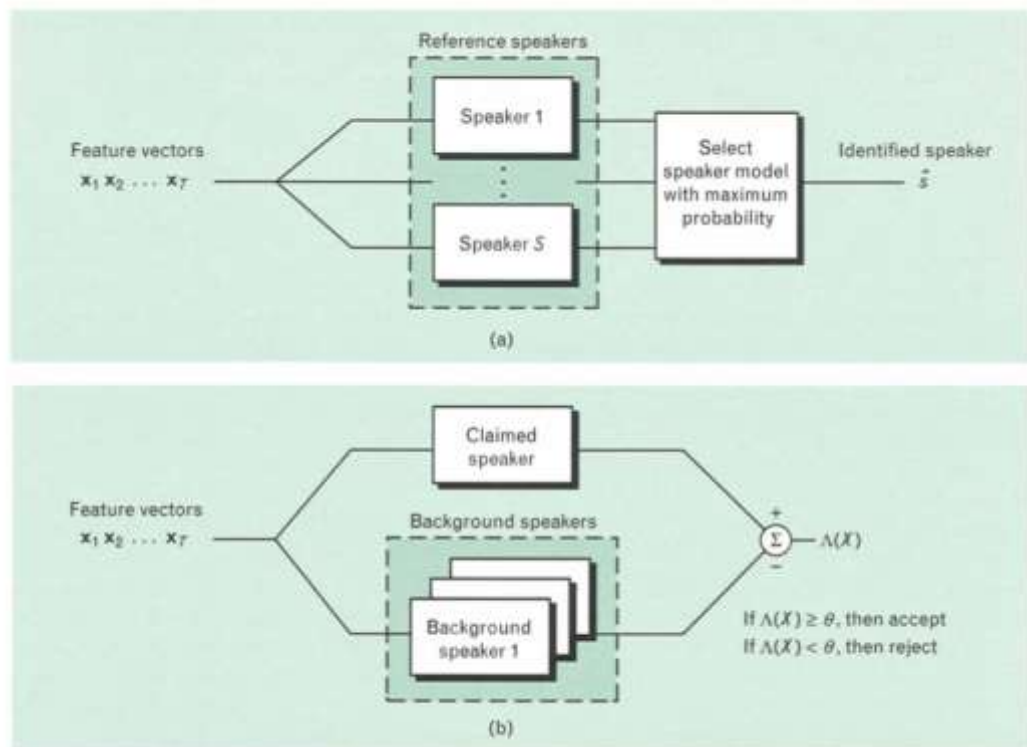 Reference speakers
Speaker 1
Feature vectors
x₁ x₂ ... x_T
⋮
Select
speaker model
with maximum
probability
Identified speaker
ŝ
Speaker S
(a)
Claimed
speaker
Feature vectors
x₁ x₂ ... x_T
Background speakers
+
Σ
Λ(X)
−
Background
speaker 1
If Λ(X) ≥ θ, then accept
If Λ(X) < θ, then reject
(b)